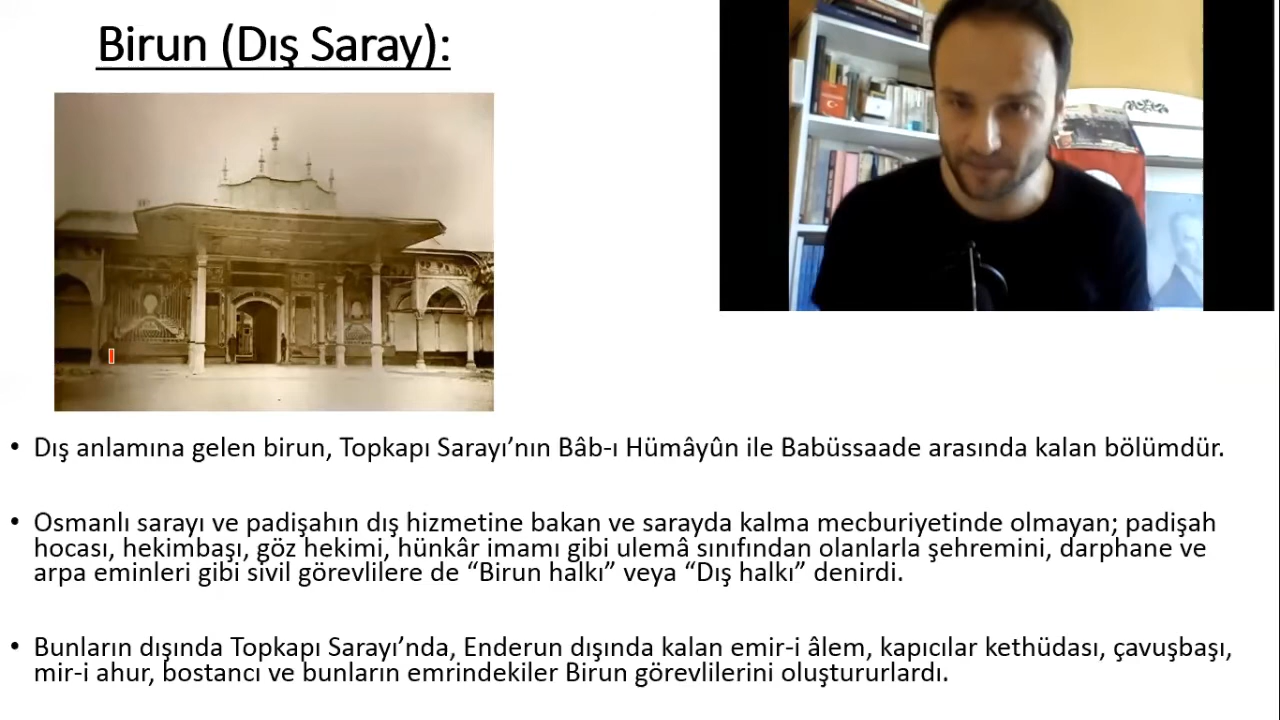 Birun (Dış Saray):
• Dış anlamına gelen birun, Topkapı Sarayı’nın Bâb-ı Hümâyûn ile Babüssaade arasında kalan bölümdür.
• Osmanlı sarayı ve padişahın dış hizmetine bakan ve sarayda kalma mecburiyetinde olmayan; padişah
hocası, hekimbaşı, göz hekimi, hünkâr imamı gibi ulemâ sınıfından olanlarla şehremini, darphane ve
arpa eminleri gibi sivil görevlilere de “Birun halkı” veya “Dış halkı” denirdi.
• Bunların dışında Topkapı Sarayı’nda, Enderun dışında kalan emir-i âlem, kapıcılar kethüdası, çavuşbaşı,
mir-i ahur, bostancı ve bunların emrindekiler Birun görevlilerini oluştururlardı.